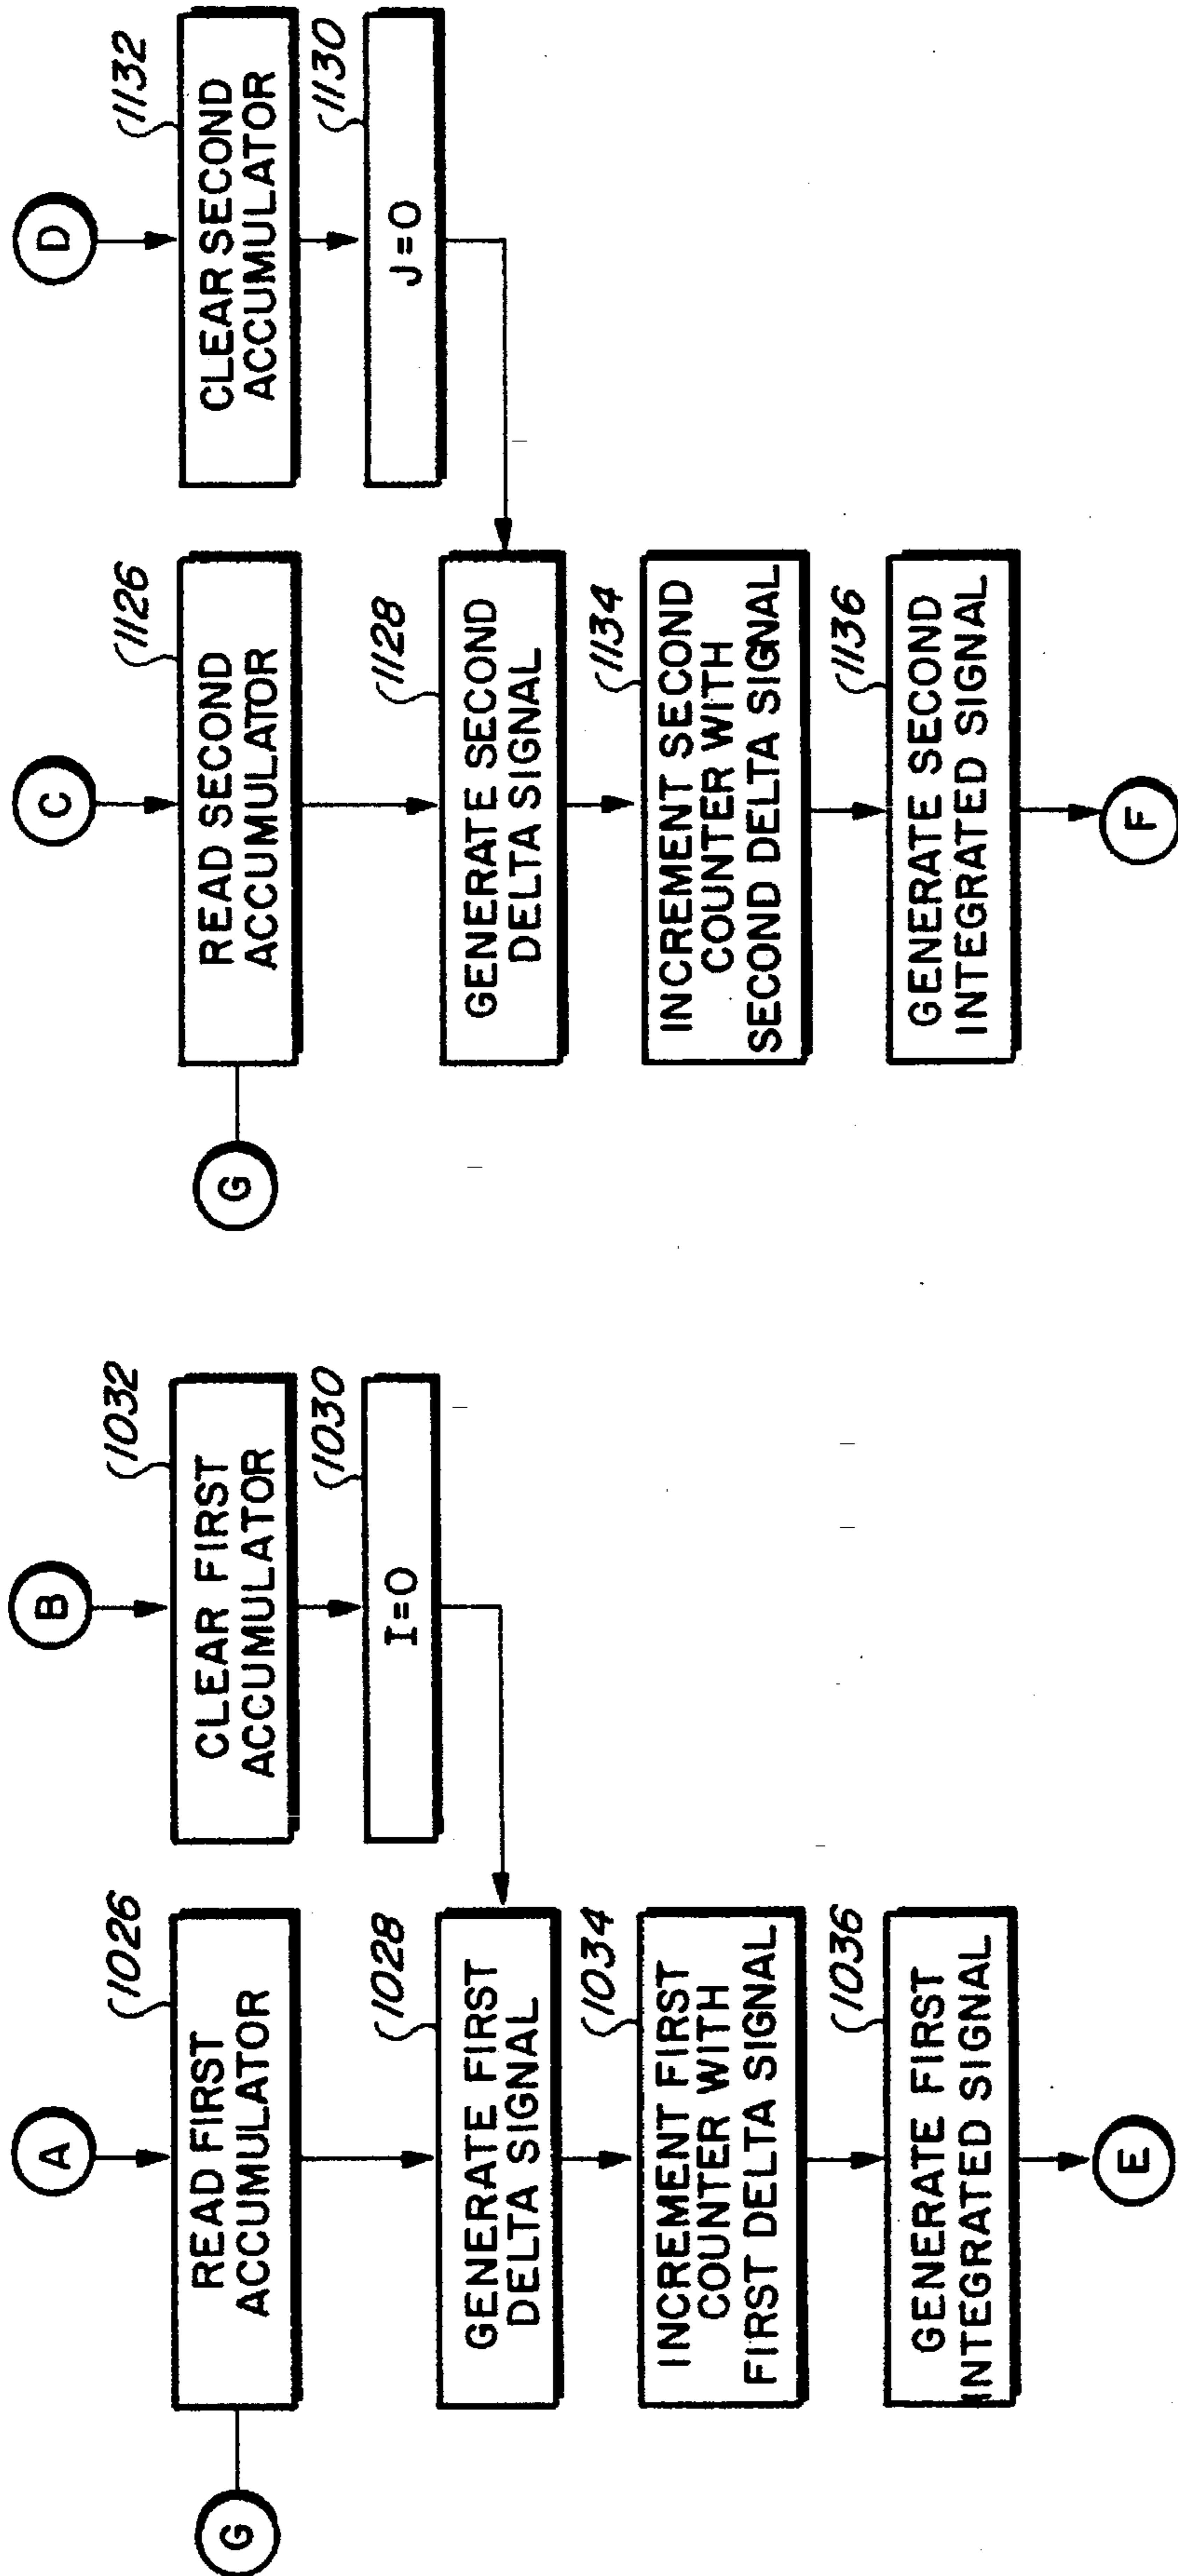 A
1026
READ FIRST
ACCUMULATOR
G
1028
GENERATE FIRST
DELTA SIGNAL
1034
INCREMENT FIRST
COUNTER WITH
FIRST DELTA SIGNAL
1036
GENERATE FIRST
INTEGRATED SIGNAL
E
B
1032
CLEAR FIRST
ACCUMULATOR
1030
I=0
C
1126
READ SECOND
ACCUMULATOR
G
1128
GENERATE SECOND
DELTA SIGNAL
1134
INCREMENT SECOND
COUNTER WITH
SECOND DELTA SIGNAL
1136
GENERATE SECOND
INTEGRATED SIGNAL
F
D
1132
CLEAR SECOND
ACCUMULATOR
1130
J=0